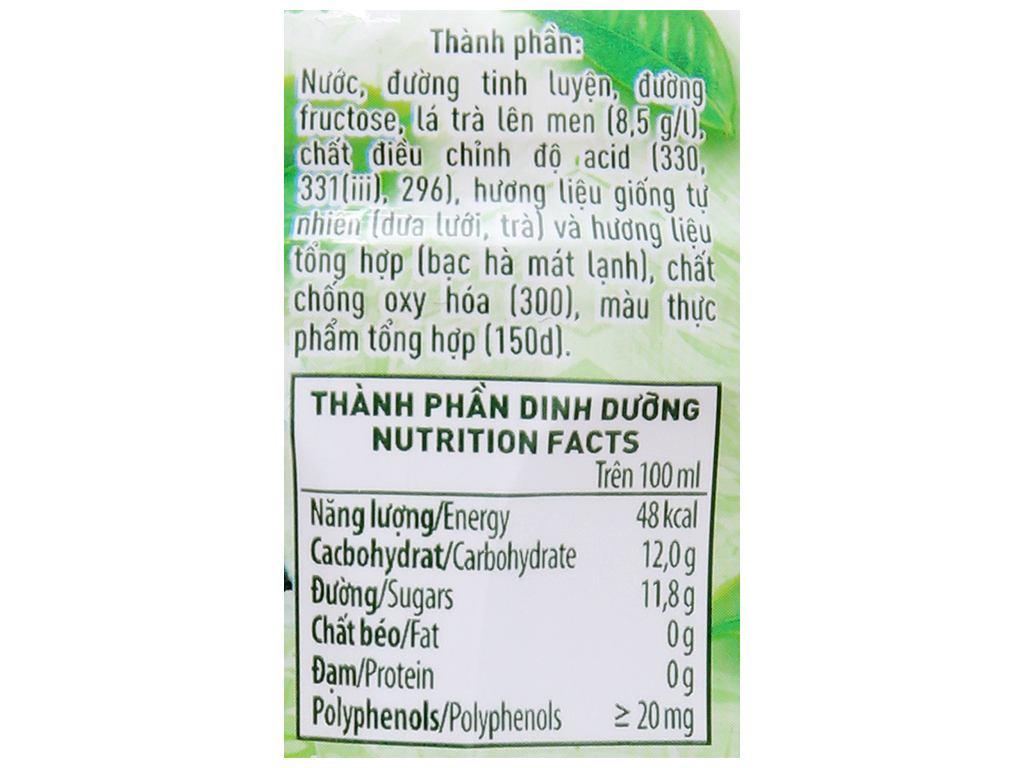 Thành phần:
Nước, đường tinh luyện, đường
fructose, lá trà lên men (8,5 g/l),
chất điều chỉnh độ acid (330,
331(iii), 296), hương liệu giống tự
nhiên (dưa lưới, trà) và hương liệu
tổng hợp (bạc hà mát lạnh), chất
chống oxy hóa (300), màu thực
phẩm tổng hợp (150d).
THÀNH PHẦN DINH DƯỠNG
NUTRITION FACTS
Trên 100 ml
Năng lượng/Energy 48 kcal
Cacbohydrat/Carbohydrate 12,0 g
Đường/Sugars 11,8 g
Chất béo/Fat 0 g
Đạm/Protein 0 g
Polyphenols/Polyphenols ≥ 20 mg